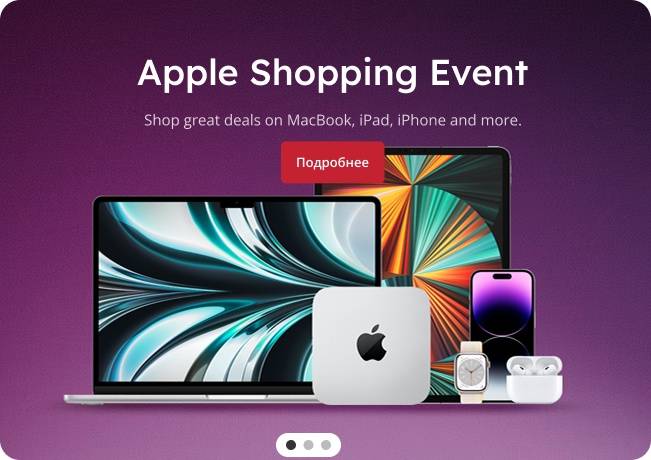 Apple Shopping Event
Shop great deals on MacBook, iPad, iPhone and more.
Подробнее